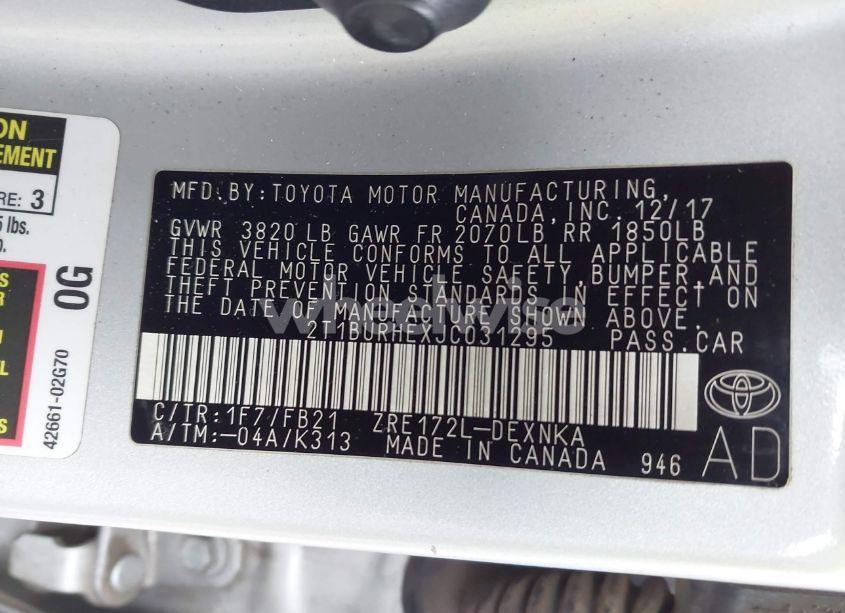 ON
EMENT
RE: 3
5 lbs.
0G
42661-02G70
MFD.BY:TOYOTA MOTOR MANUFACTURING,
CANADA,INC. 12/17
GVWR 3820 LB GAWR FR 2070LB RR 1850LB
THIS VEHICLE CONFORMS TO ALL APPLICABLE
FEDERAL MOTOR VEHICLE SAFETY, BUMPER,AND
THEFT PREVENTION STANDARDS IN EFFECT ON
THE DATE OF MANUFACTURE SHOWN ABOVE.
wheelwise
2T1BURHEXJC031295 PASS.CAR
C/TR:1F7/FB21 ZRE172L-DEXNKA
A/TM:-04A/K313 MADE IN CANADA 946 AD